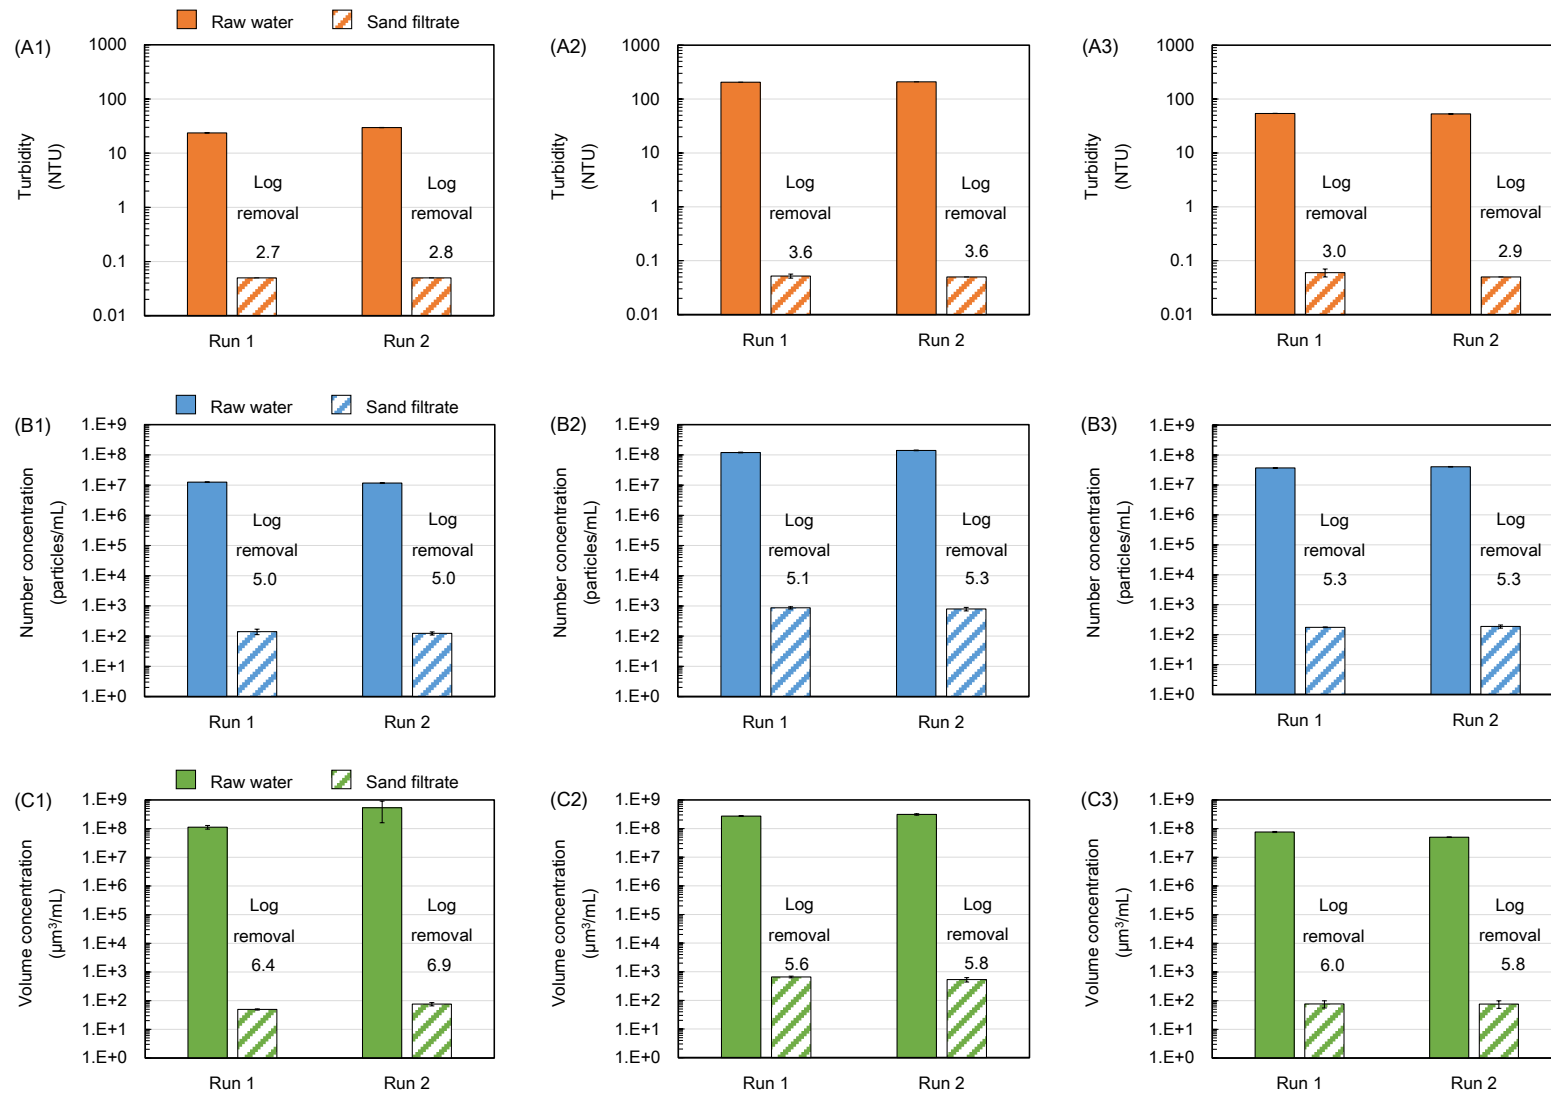 Raw water Sand filtrate
(A1)
Turbidity
(NTU)
1000
100
10
1
0.1
0.01
Log
removal
2.7
Log
removal
2.8
Run 1 Run 2
(A2)
Turbidity
(NTU)
1000
100
10
1
0.1
0.01
Log
removal
3.6
Log
removal
3.6
Run 1 Run 2
(A3)
Turbidity
(NTU)
1000
100
10
1
0.1
0.01
Log
removal
3.0
Log
removal
2.9
Run 1 Run 2
Raw water Sand filtrate
(B1)
Number concentration
(particles/mL)
1.E+9
1.E+8
1.E+7
1.E+6
1.E+5
1.E+4
1.E+3
1.E+2
1.E+1
1.E+0
Log
removal
5.0
Log
removal
5.0
Run 1 Run 2
(B2)
Number concentration
(particles/mL)
1.E+9
1.E+8
1.E+7
1.E+6
1.E+5
1.E+4
1.E+3
1.E+2
1.E+1
1.E+0
Log
removal
5.1
Log
removal
5.3
Run 1 Run 2
(B3)
Number concentration
(particles/mL)
1.E+9
1.E+8
1.E+7
1.E+6
1.E+5
1.E+4
1.E+3
1.E+2
1.E+1
1.E+0
Log
removal
5.3
Log
removal
5.3
Run 1 Run 2
Raw water Sand filtrate
(C1)
Volume concentration
(µm³/mL)
1.E+9
1.E+8
1.E+7
1.E+6
1.E+5
1.E+4
1.E+3
1.E+2
1.E+1
1.E+0
Log
removal
6.4
Log
removal
6.9
Run 1 Run 2
(C2)
Volume concentration
(µm³/mL)
1.E+9
1.E+8
1.E+7
1.E+6
1.E+5
1.E+4
1.E+3
1.E+2
1.E+1
1.E+0
Log
removal
5.6
Log
removal
5.8
Run 1 Run 2
(C3)
Volume concentration
(µm³/mL)
1.E+9
1.E+8
1.E+7
1.E+6
1.E+5
1.E+4
1.E+3
1.E+2
1.E+1
1.E+0
Log
removal
6.0
Log
removal
5.8
Run 1 Run 2